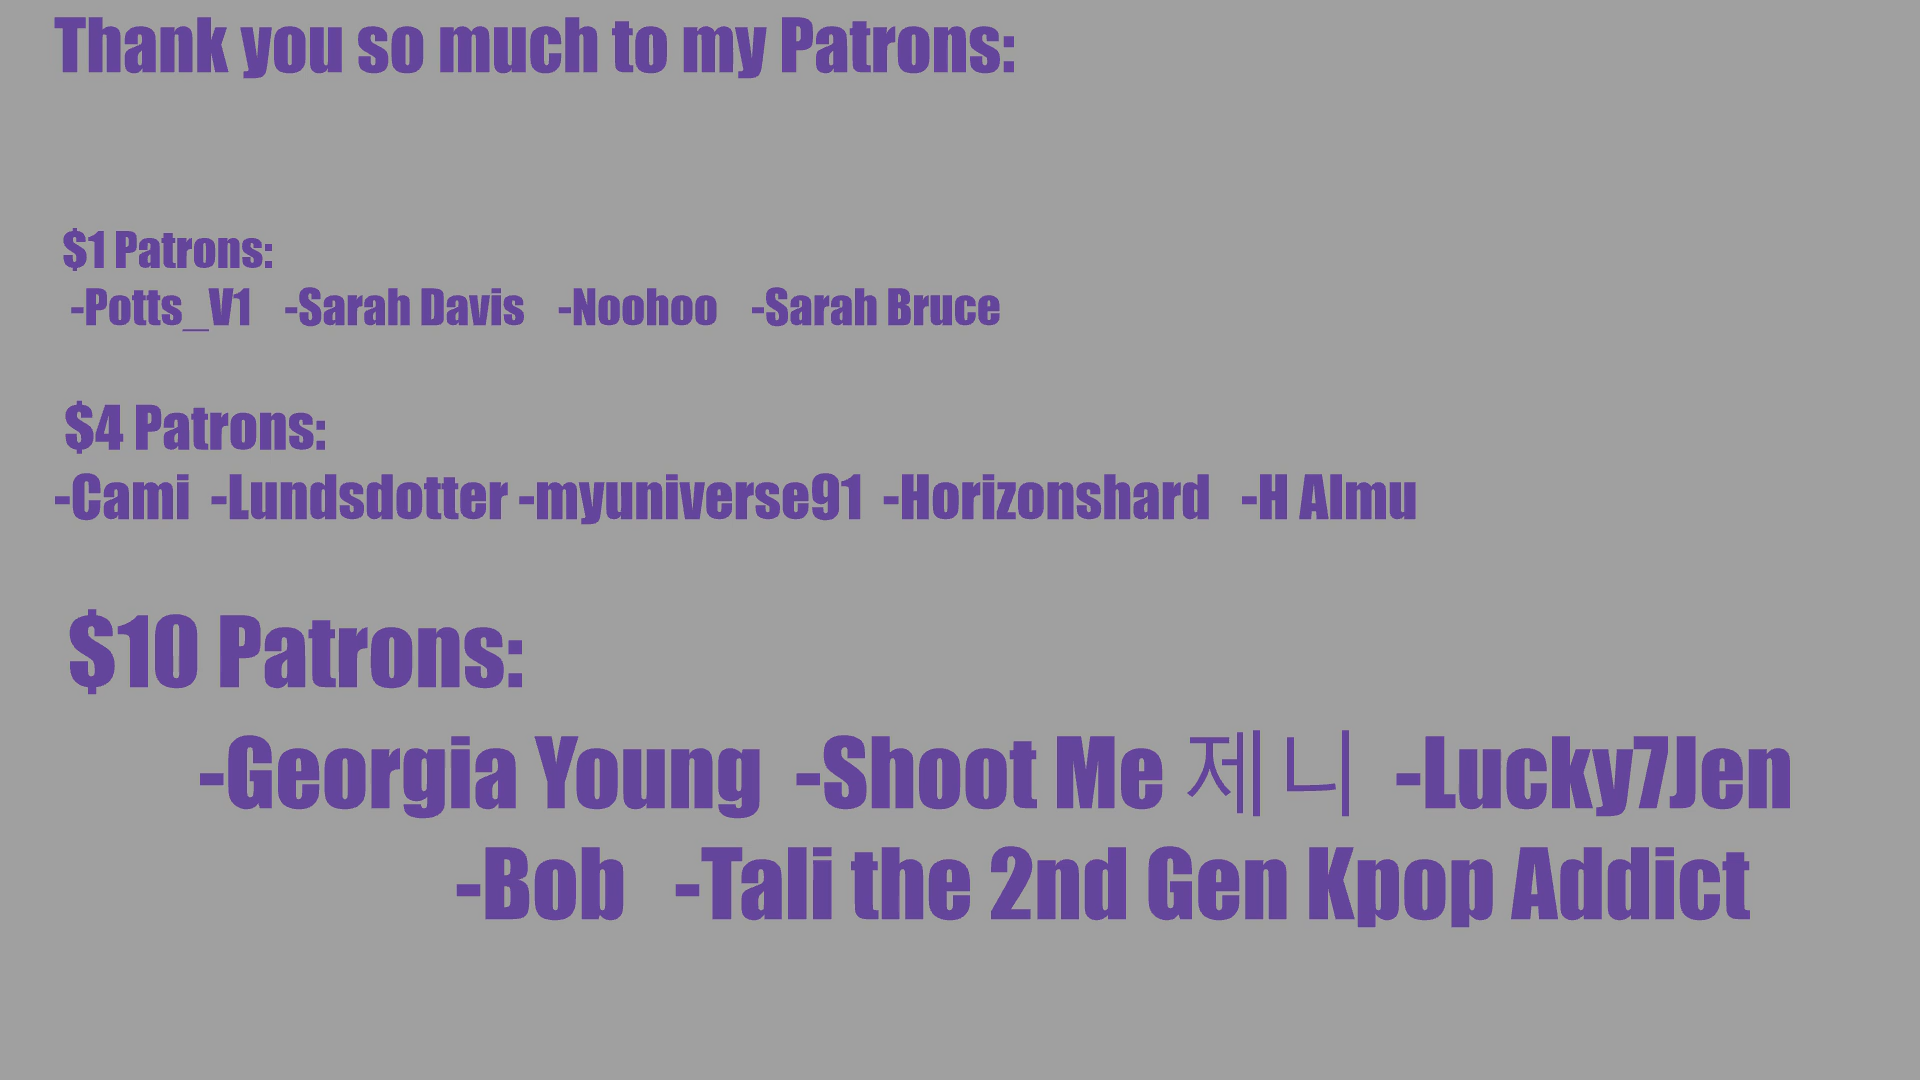 Thank you so much to my Patrons:
$1 Patrons:
-Potts_V1 -Sarah Davis -Noohoo -Sarah Bruce
$4 Patrons:
-Cami -Lundsdotter -myuniverse91 -Horizonshard -H Almu
$10 Patrons:
-Georgia Young -Shoot Me 제니 -Lucky7Jen
-Bob -Tali the 2nd Gen Kpop Addict